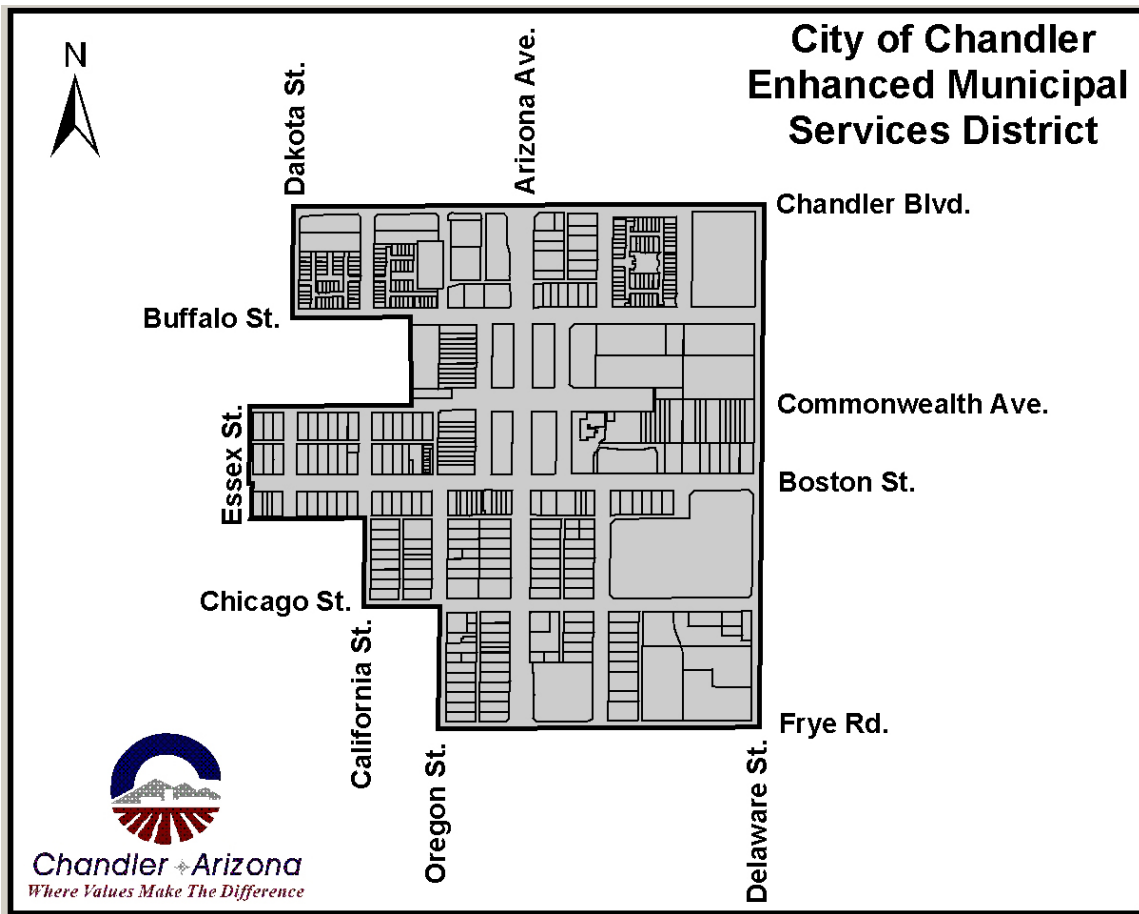 City of Chandler
Enhanced Municipal
Services District
N
Dakota St.
Arizona Ave.
Chandler Blvd.
Buffalo St.
Commonwealth Ave.
Essex St.
Boston St.
Chicago St.
California St.
Oregon St.
Frye Rd.
Delaware St.
Chandler Arizona
Where Values Make The Difference